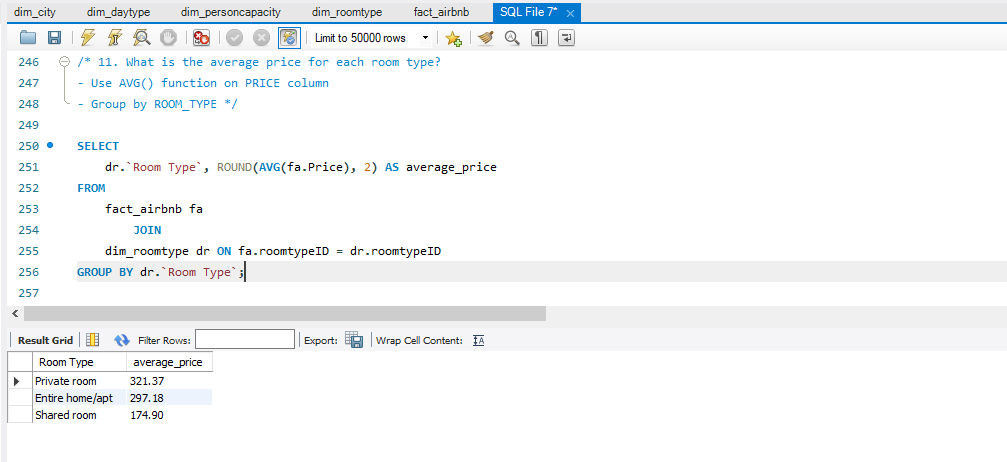 dim_city dim_daytype dim_personcapacity dim_roomtype fact_airbnb SQL File 7*
Limit to 50000 rows
246 /* 11. What is the average price for each room type?
247 - Use AVG() function on PRICE column
248 - Group by ROOM_TYPE */
249
250 SELECT
251 dr.`Room Type`, ROUND(AVG(fa.Price), 2) AS average_price
252 FROM
253 fact_airbnb fa
254 JOIN
255 dim_roomtype dr ON fa.roomtypeID = dr.roomtypeID
256 GROUP BY dr.`Room Type`;
257
Result Grid Filter Rows: Export: Wrap Cell Content:
Room Type average_price
Private room 321.37
Entire home/apt 297.18
Shared room 174.90